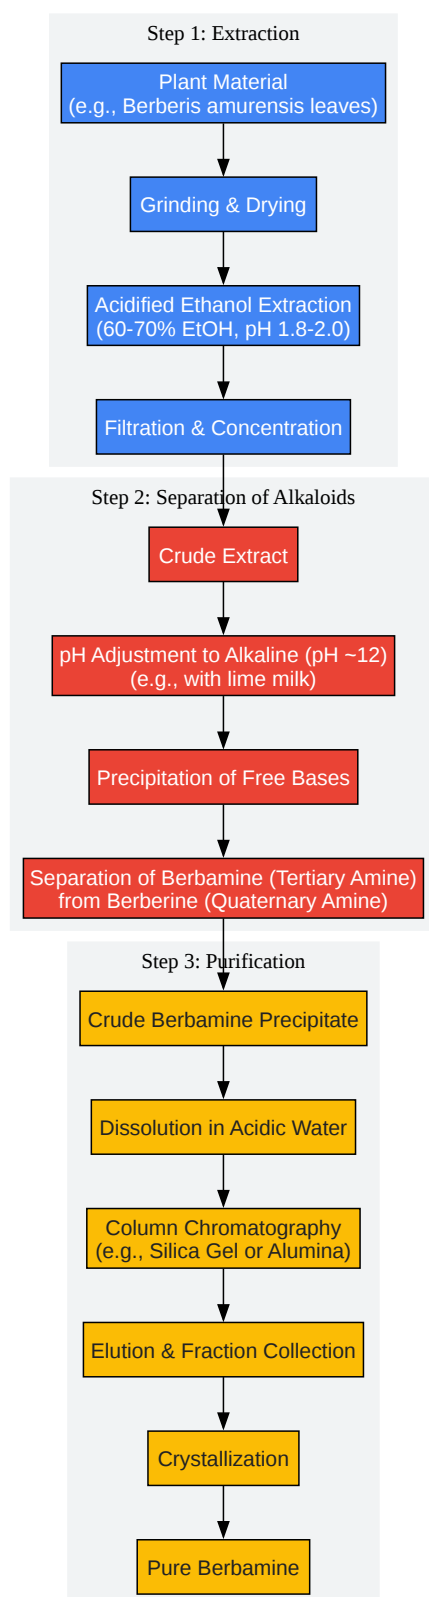 Step 1: Extraction
Plant Material
(e.g., Berberis amurensis leaves)
Grinding & Drying
Acidified Ethanol Extraction
(60-70% EtOH, pH 1.8-2.0)
Filtration & Concentration
Step 2: Separation of Alkaloids
Crude Extract
pH Adjustment to Alkaline (pH ~12)
(e.g., with lime milk)
Precipitation of Free Bases
Separation of Berbamine (Tertiary Amine)
from Berberine (Quaternary Amine)
Step 3: Purification
Crude Berbamine Precipitate
Dissolution in Acidic Water
Column Chromatography
(e.g., Silica Gel or Alumina)
Elution & Fraction Collection
Crystallization
Pure Berbamine